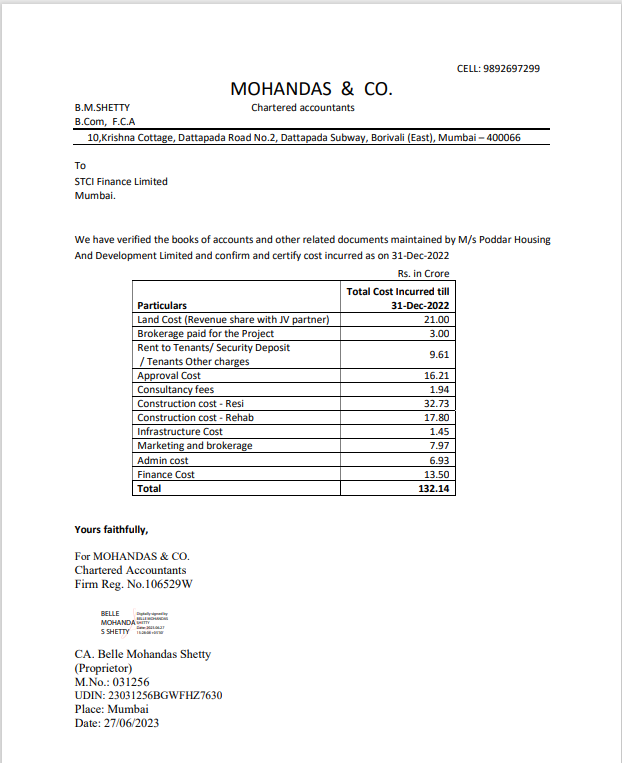 CELL: 9892697299
MOHANDAS & CO.
B.M.SHETTY Chartered accountants
B.Com, F.C.A
10,Krishna Cottage, Dattapada Road No.2, Dattapada Subway, Borivali (East), Mumbai – 400066
To
STCI Finance Limited
Mumbai.
We have verified the books of accounts and other related documents maintained by M/s Poddar Housing
And Development Limited and confirm and certify cost incurred as on 31-Dec-2022
Rs. in Crore
Total Cost Incurred till
Particulars 31-Dec-2022
Land Cost (Revenue share with JV partner) 21.00
Brokerage paid for the Project 3.00
Rent to Tenants/ Security Deposit
/ Tenants Other charges 9.61
Approval Cost 16.21
Consultancy fees 1.94
Construction cost - Resi 32.73
Construction cost - Rehab 17.80
Infrastructure Cost 1.45
Marketing and brokerage 7.97
Admin cost 6.93
Finance Cost 13.50
Total 132.14
Yours faithfully,
For MOHANDAS & CO.
Chartered Accountants
Firm Reg. No.106529W
BELLE
MOHANDA
S SHETTY
Digitally signed by
BELLE MOHANDAS
SHETTY
CA. Belle Mohandas Shetty
(Proprietor)
M.No.: 031256
UDIN: 23031256BGWFHZ7630
Place: Mumbai
Date: 27/06/2023